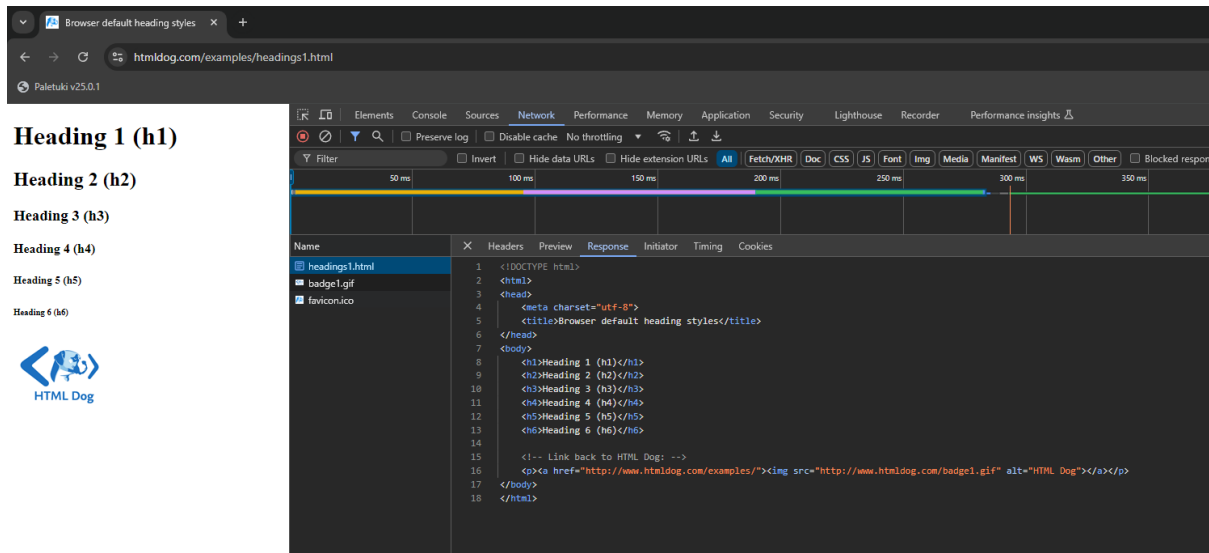 Browser default heading styles
htmldog.com/examples/headings1.html
Paletuki v25.0.1
Heading 1 (h1)
Heading 2 (h2)
Heading 3 (h3)
Heading 4 (h4)
Heading 5 (h5)
Heading 6 (h6)
HTML Dog
Elements Console Sources Network Performance Memory Application Security Lighthouse Recorder Performance insights
Preserve log Disable cache No throttling
Filter Invert Hide data URLs Hide extension URLs All Fetch/XHR Doc CSS JS Font Img Media Manifest WS Wasm Other Blocked respon
50 ms 100 ms 150 ms 200 ms 250 ms 300 ms 350 ms
Name
headings1.html
badge1.gif
favicon.ico
Headers Preview Response Initiator Timing Cookies
1 <!DOCTYPE html>
2 <html>
3 <head>
4 <meta charset="utf-8">
5 <title>Browser default heading styles</title>
6 </head>
7 <body>
8 <h1>Heading 1 (h1)</h1>
9 <h2>Heading 2 (h2)</h2>
10 <h3>Heading 3 (h3)</h3>
11 <h4>Heading 4 (h4)</h4>
12 <h5>Heading 5 (h5)</h5>
13 <h6>Heading 6 (h6)</h6>
14
15 <!-- Link back to HTML Dog: -->
16 <p><a href="http://www.htmldog.com/examples/"><img src="http://www.htmldog.com/badge1.gif" alt="HTML Dog"></a></p>
17 </body>
18 </html>